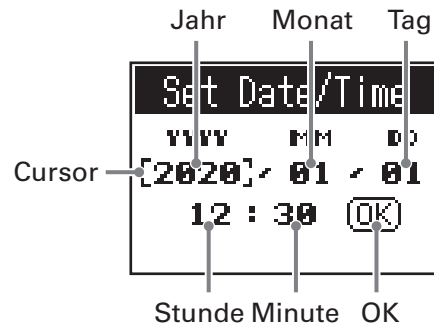 Jahr Monat Tag
Set Date/Time
YYYY MM DD
Cursor [2020]/ 01 / 01
12 : 30 OK
Stunde Minute OK